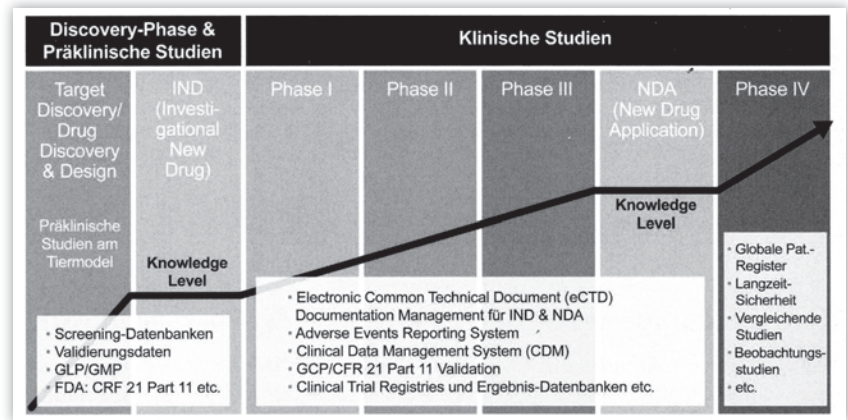 Discovery-Phase &
Präklinische Studien
Klinische Studien
Target
Discovery/
Drug
Discovery
& Design
Präklinische
Studien am
Tiermodel
IND
(Investi-
gational
New
Drug)
Phase I
Phase II
Phase III
NDA
(New Drug
Application)
Phase IV
Knowledge
Level
Knowledge
Level
• Screening-Datenbanken
• Validierungsdaten
• GLP/GMP
• FDA: CRF 21 Part 11 etc.
• Electronic Common Technical Document (eCTD)
Documentation Management für IND & NDA
• Adverse Events Reporting System
• Clinical Data Management System (CDM)
• GCP/CFR 21 Part 11 Validation
• Clinical Trial Registries und Ergebnis-Datenbanken etc.
• Globale Pat.-
Register
• Langzeit-
Sicherheit
• Vergleichende
Studien
• Beobachtungs-
studien
• etc.